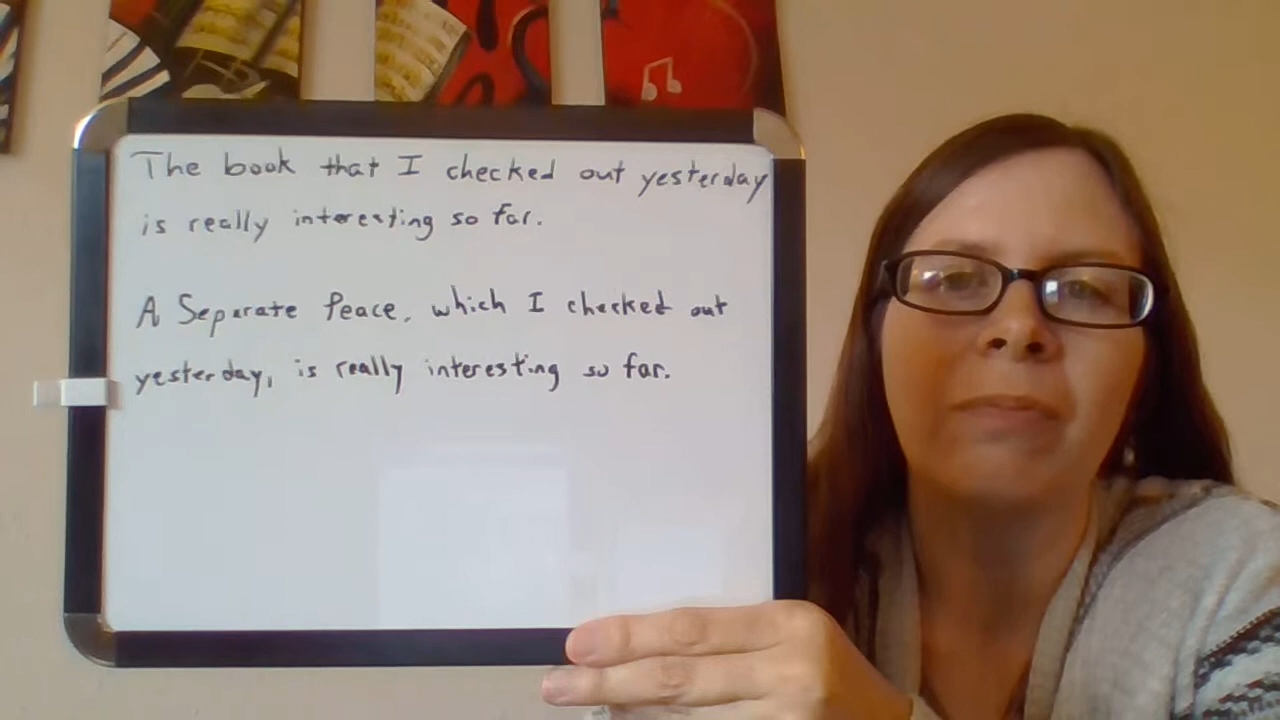 The book that I checked out yesterday
is really interesting so far.
A Separate Peace, which I checked out
yesterday, is really interesting so far.